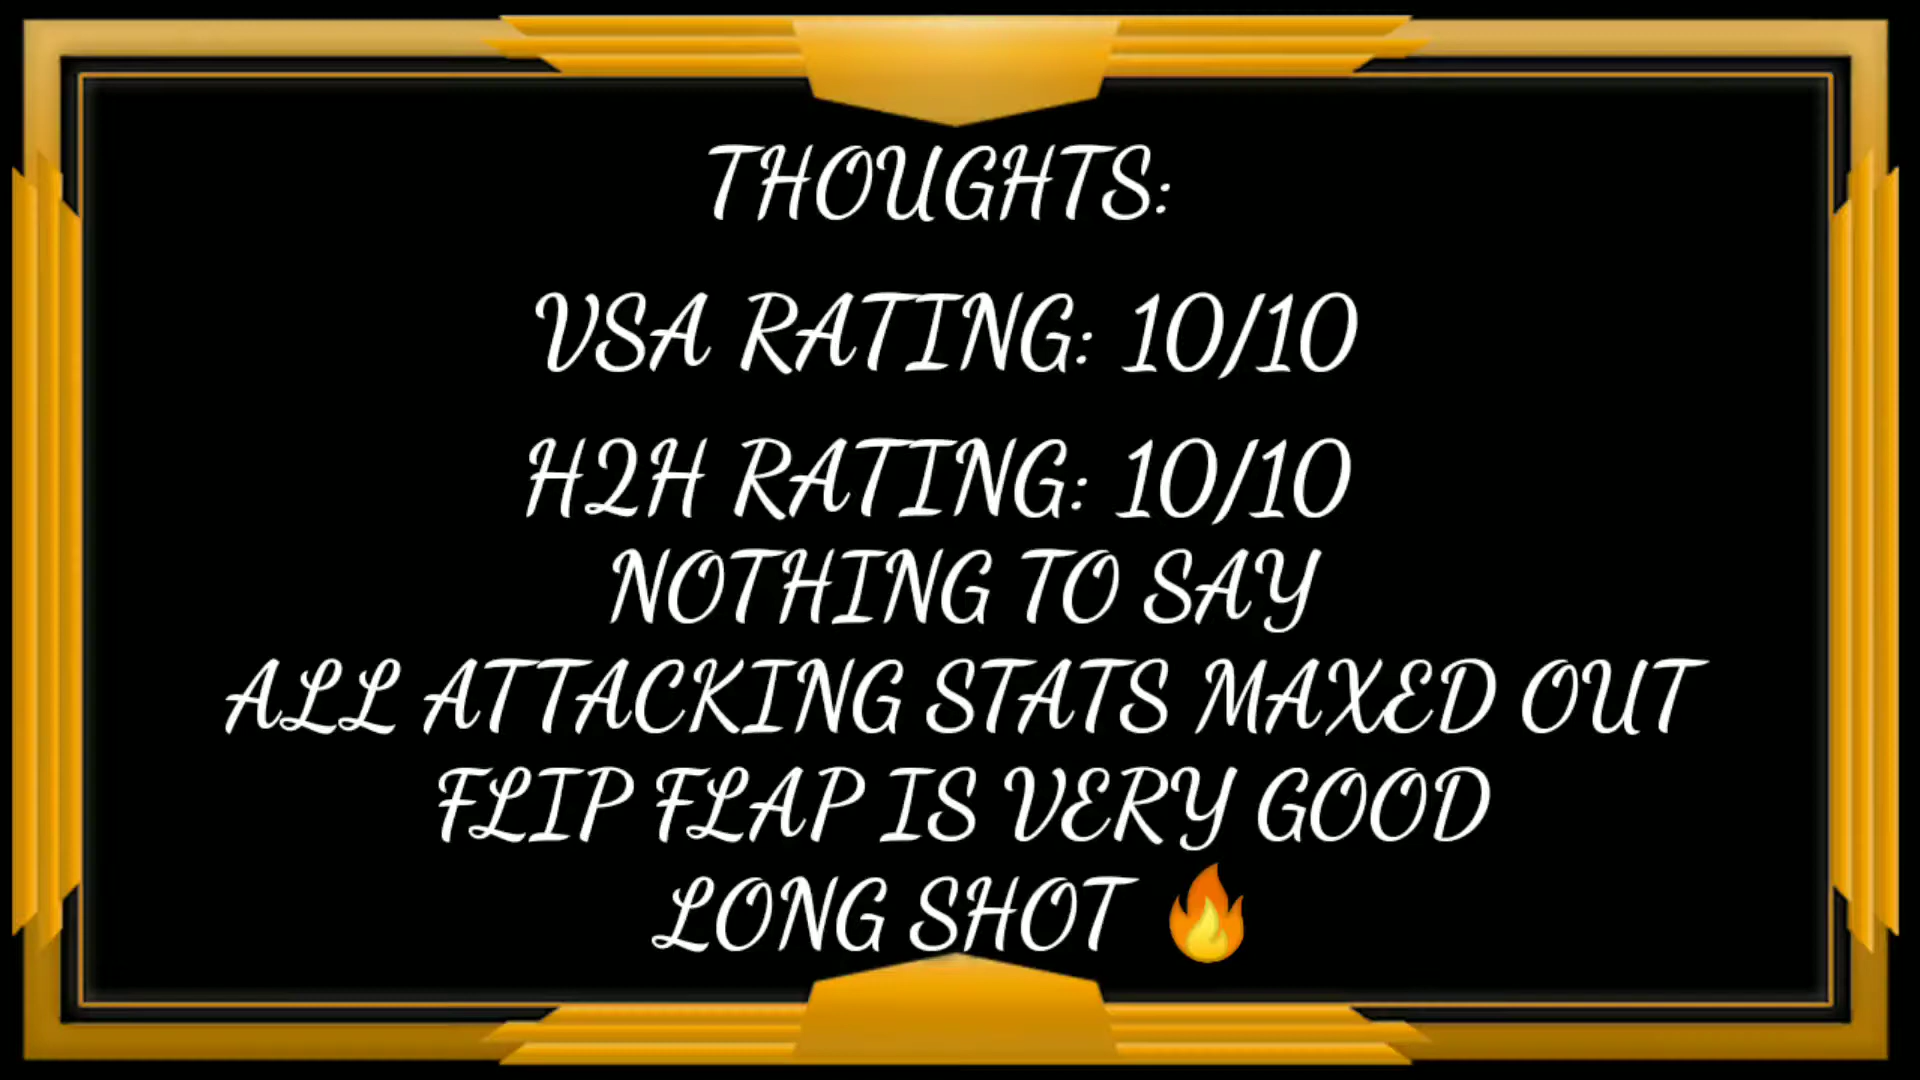 THOUGHTS:
VSA RATING: 10/10
H2H RATING: 10/10
NOTHING TO SAY
ALL ATTACKING STATS MAXED OUT
FLIP FLAP IS VERY GOOD
LONG SHOT 🔥